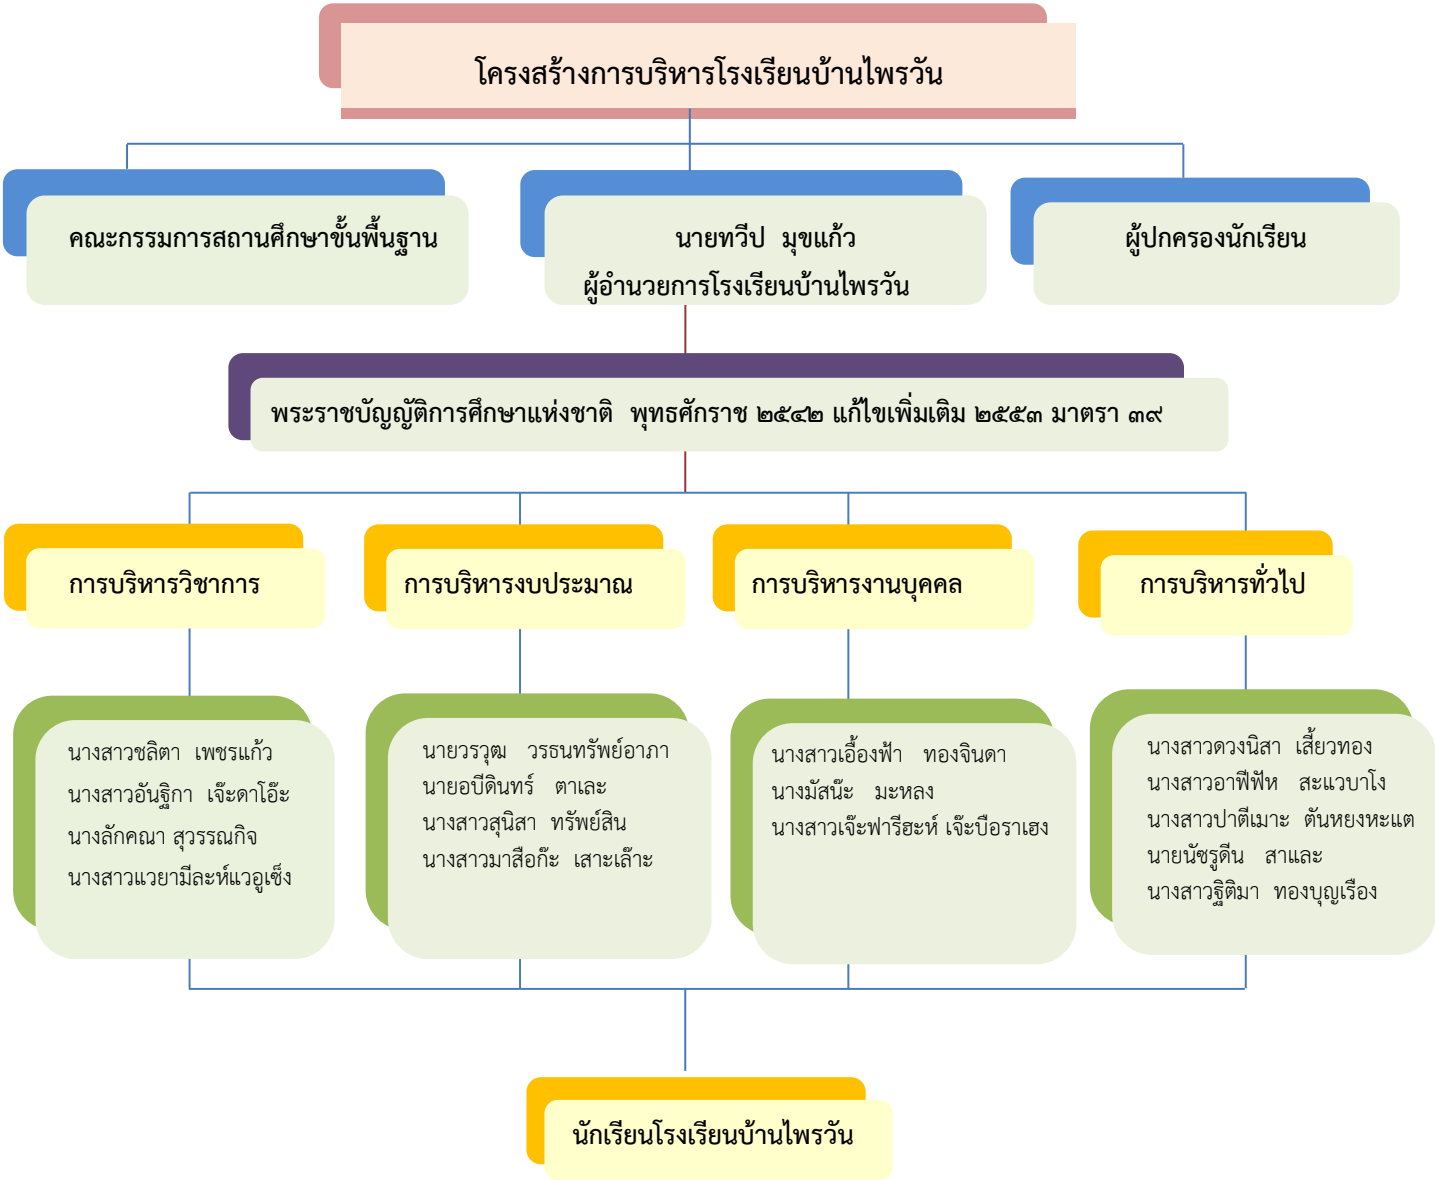 โครงสร้างการบริหารโรงเรียนบ้านไพรวัน
คณะกรรมการสถานศึกษาขั้นพื้นฐาน
นายทวีป มุขแก้ว
ผู้อำนวยการโรงเรียนบ้านไพรวัน
ผู้ปกครองนักเรียน
พระราชบัญญัติการศึกษาแห่งชาติ พุทธศักราช ๒๕๔๒ แก้ไขเพิ่มเติม ๒๕๕๓ มาตรา ๓๙
การบริหารวิชาการ
การบริหารงบประมาณ
การบริหารงานบุคคล
การบริหารทั่วไป
นางสาวชลิตา เพชรแก้ว
นางสาวอันฐิกา เจ๊ะดาโอ๊ะ
นางลักคณา สุวรรณกิจ
นางสาวแวยามีละห์แวอูเซ็ง
นายวรวุฒ วรธนทรัพย์อาภา
นายอบีดินทร์ ตาเละ
นางสาวสุนิสา ทรัพย์สิน
นางสาวมาสือก๊ะ เสาะเล๊าะ
นางสาวเอื้องฟ้า ทองจินดา
นางมัสน๊ะ มะหลง
นางสาวเจ๊ะฟารีฮะห์ เจ๊ะบือราเฮง
นางสาวดวงนิสา เสี้ยวทอง
นางสาวอาฟีฟัห สะแวบาโง
นางสาวปาตีเมาะ ตันหยงหะแต
นายนัซรูดีน สาและ
นางสาวฐิติมา ทองบุญเรือง
นักเรียนโรงเรียนบ้านไพรวัน